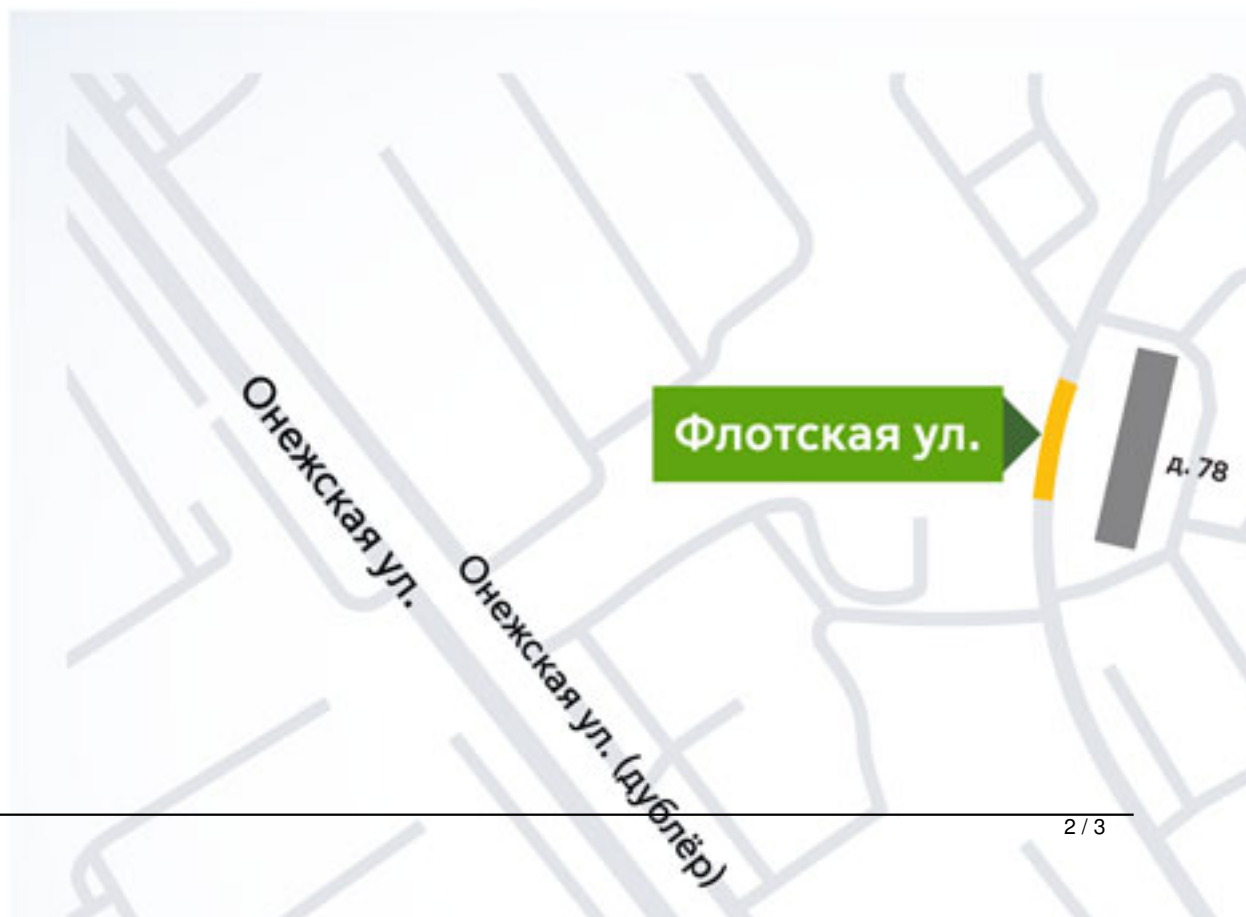 Онежская ул.
Флотская ул.
д. 78
Онежская ул. (дублёр)
2 / 3